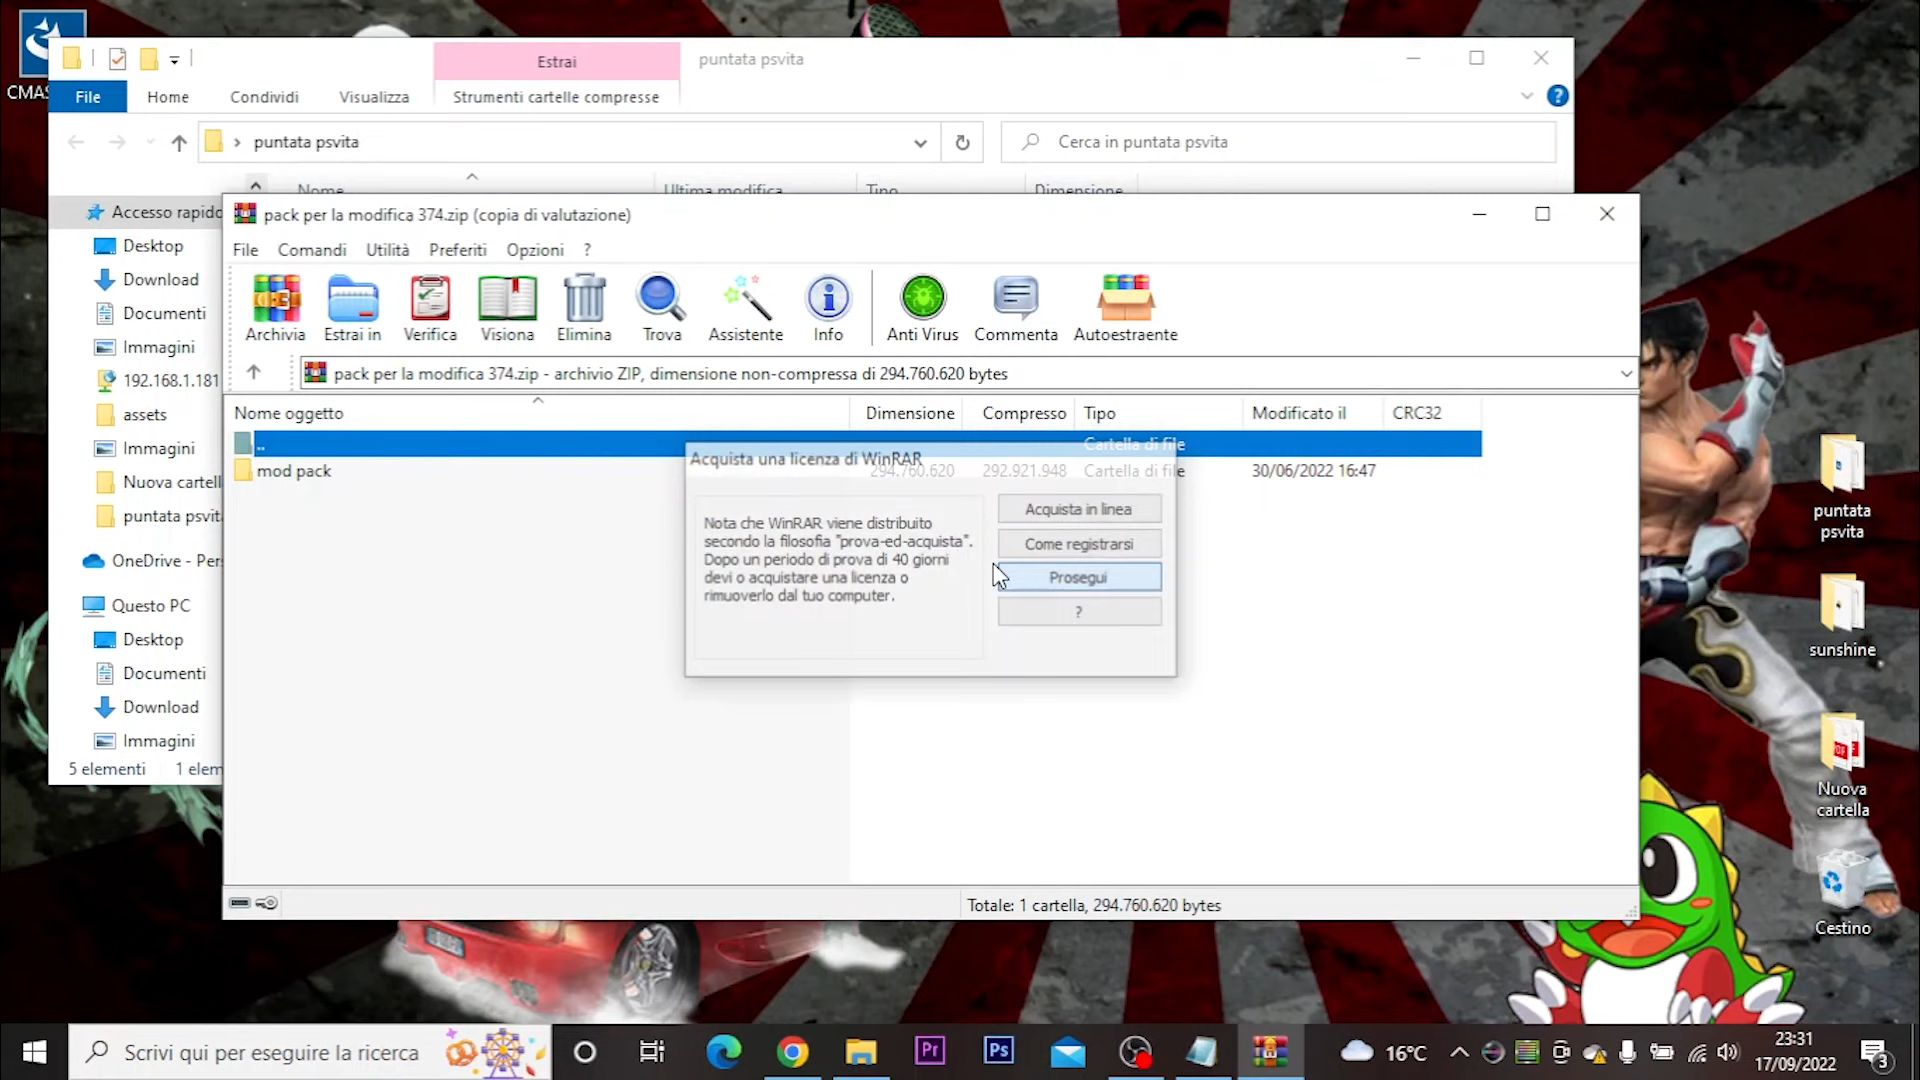 CMAS
Estrai
puntata psvita
File
Home
Condividi
Visualizza
Strumenti cartelle compresse
?
puntata psvita
Cerca in puntata psvita
Nome
Ultima modifica
Tipo
Dimensione
Accesso rapido
Desktop
Download
Documenti
Immagini
192.168.1.181
assets
Immagini
Nuova cartell
puntata psvita
OneDrive - Pers
Questo PC
Desktop
Documenti
Download
Immagini
5 elementi
1 elem
pack per la modifica 374.zip (copia di valutazione)
File
Comandi
Utilità
Preferiti
Opzioni
?
Archivia
Estrai in
Verifica
Visiona
Elimina
Trova
Assistente
Info
Anti Virus
Commenta
Autoestraente
pack per la modifica 374.zip - archivio ZIP, dimensione non-compressa di 294.760.620 bytes
Nome oggetto
Dimensione
Compresso
Tipo
Modificato il
CRC32
..
Cartella di file
mod pack
294.760.620
292.921.948
Cartella di file
30/06/2022 16:47
Acquista una licenza di WinRAR
Nota che WinRAR viene distribuito
secondo la filosofia "prova-ed-acquista".
Dopo un periodo di prova di 40 giorni
devi o acquistare una licenza o
rimuoverlo dal tuo computer.
Acquista in linea
Come registrarsi
Prosegui
?
Totale: 1 cartella, 294.760.620 bytes
puntata
psvita
sunshine
Nuova
cartella
Cestino
Scrivi qui per eseguire la ricerca
Pr
Ps
16°C
23:31
17/09/2022
3